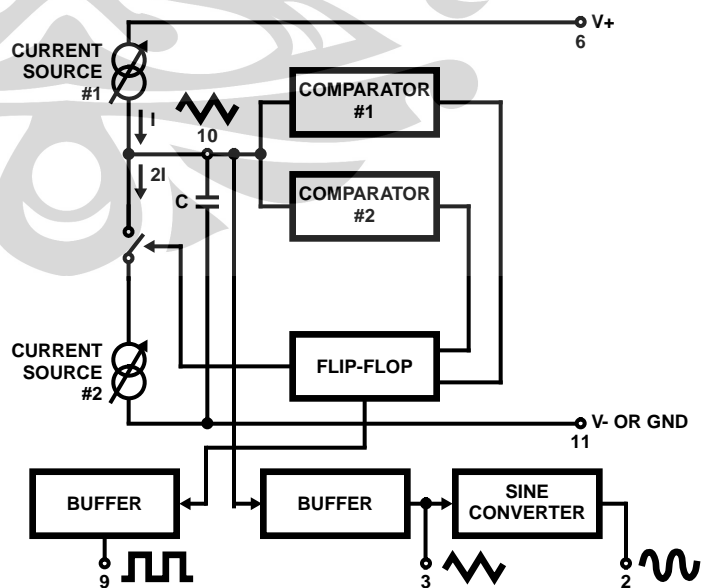 V+
6
CURRENT
SOURCE
#1
I
10
COMPARATOR
#1
2I
C
COMPARATOR
#2
CURRENT
SOURCE
#2
FLIP-FLOP
V- OR GND
11
BUFFER
BUFFER
SINE
CONVERTER
9
3
2